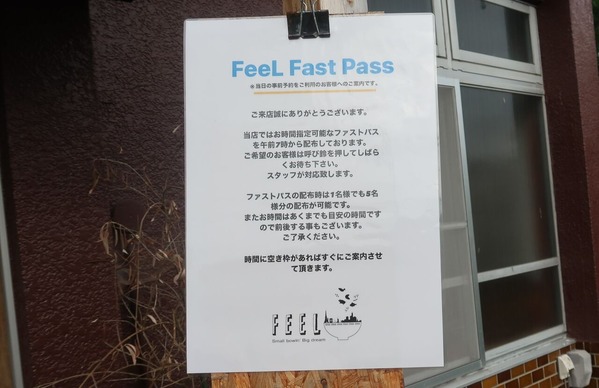 FeeL Fast Pass
※当日の事前予約をご利用のお客様へのご案内です。
ご来店誠にありがとうございます。
当店ではお時間指定可能なファストパス
を午前7時から配布しております。
ご希望のお客様は呼び鈴を押してしばら
くお待ち下さい。
スタッフが対応致します。
ファストパスの配布時は1名様でも5名
様分の配布が可能です。
またお時間はあくまでも目安の時間です
ので前後する事もございます。
ご了承ください。
時間に空き枠があればすぐにご案内させ
て頂きます。
FEEL
Small bowl! Big dream